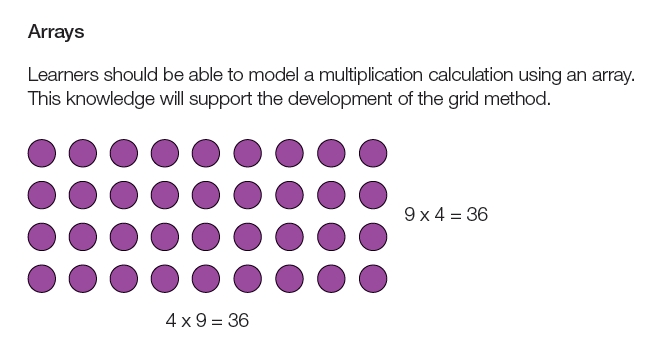 Arrays
Learners should be able to model a multiplication calculation using an array.
This knowledge will support the development of the grid method.
9 x 4 = 36
4 x 9 = 36